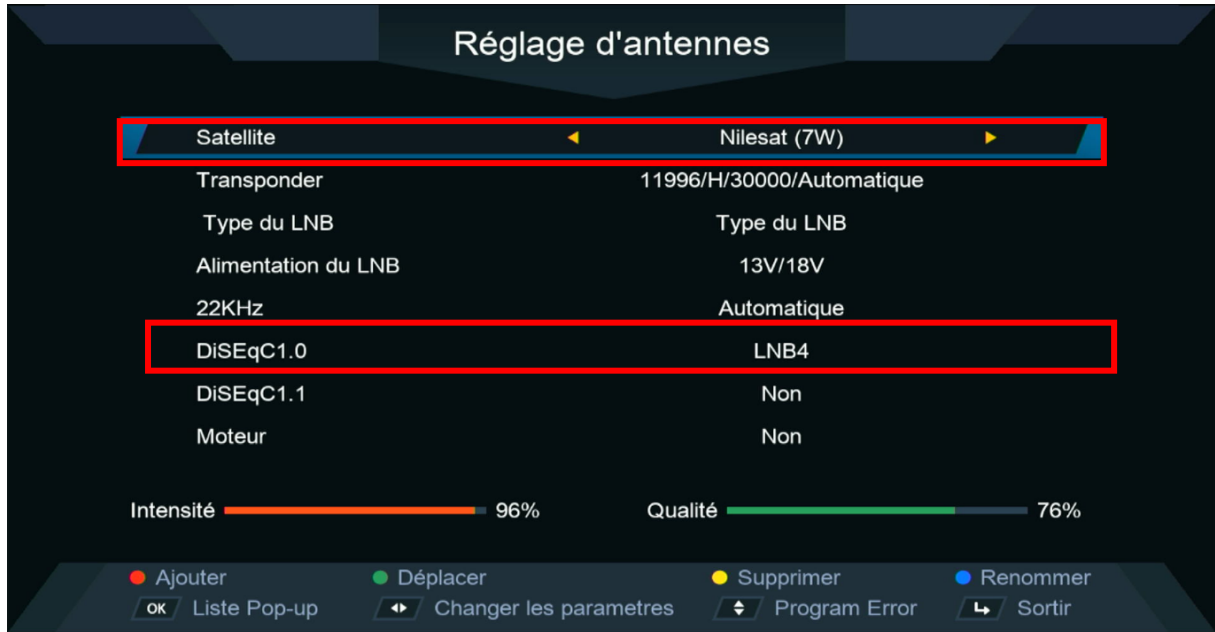 Réglage d'antennes
Satellite Nilesat (7W)
Transponder 11996/H/30000/Automatique
Type du LNB Type du LNB
Alimentation du LNB 13V/18V
22KHz Automatique
DiSEqC1.0 LNB4
DiSEqC1.1 Non
Moteur Non
Intensité 96% Qualité 76%
Ajouter Déplacer Supprimer Renommer
OK Liste Pop-up Changer les parametres Program Error Sortir